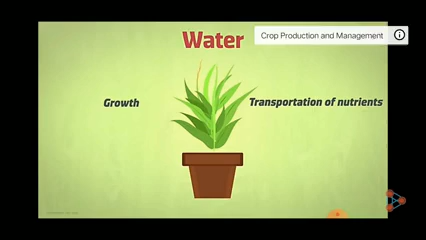 Water
Crop Production and Management
Growth
Transportation of nutrients